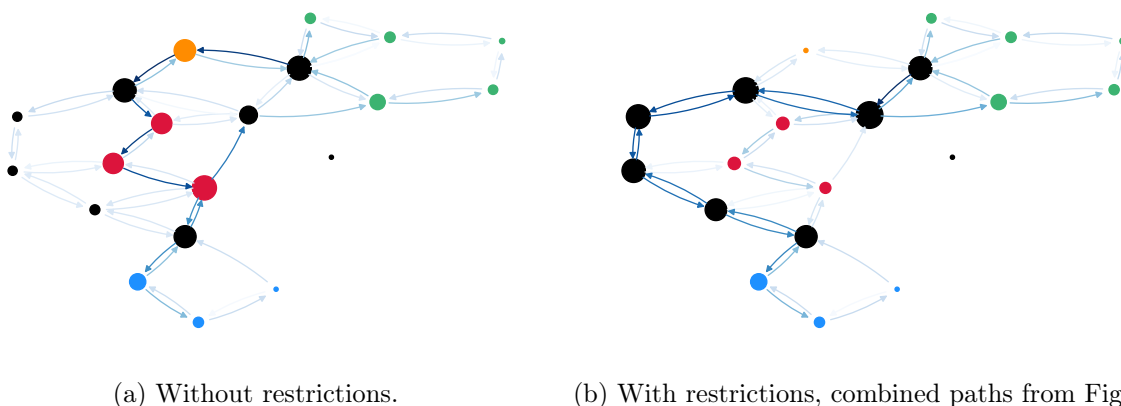 (a) Without restrictions.
(b) With restrictions, combined paths from Fig